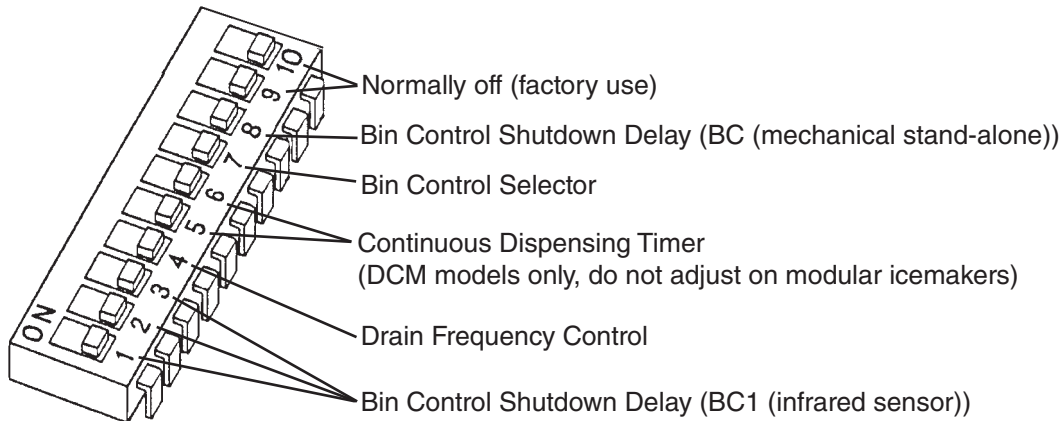 10
9
8
7
6
5
4
3
2
1
ON
Normally off (factory use)
Bin Control Shutdown Delay (BC (mechanical stand-alone))
Bin Control Selector
Continuous Dispensing Timer
(DCM models only, do not adjust on modular icemakers)
Drain Frequency Control
Bin Control Shutdown Delay (BC1 (infrared sensor))